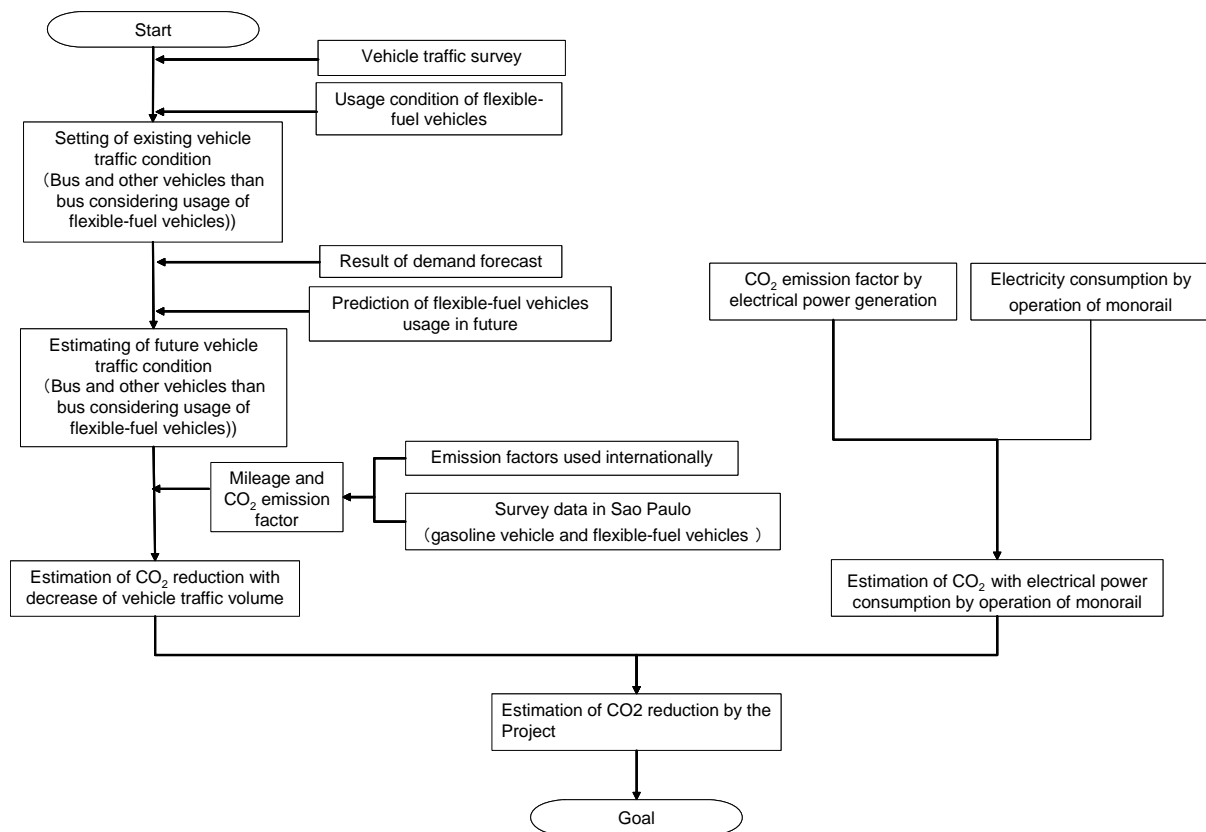 Start
Vehicle traffic survey
Usage condition of flexible-
fuel vehicles
Setting of existing vehicle
traffic condition
（Bus and other vehicles than
bus considering usage of
flexible-fuel vehicles))
Result of demand forecast
Prediction of flexible-fuel vehicles
usage in future
CO₂ emission factor by
electrical power generation
Electricity consumption by
operation of monorail
Estimating of future vehicle
traffic condition
（Bus and other vehicles than
bus considering usage of
flexible-fuel vehicles))
Mileage and
CO₂ emission
factor
Emission factors used internationally
Survey data in Sao Paulo
（gasoline vehicle and flexible-fuel vehicles ）
Estimation of CO₂ reduction with
decrease of vehicle traffic volume
Estimation of CO₂ with electrical power
consumption by operation of monorail
Estimation of CO2 reduction by the
Project
Goal